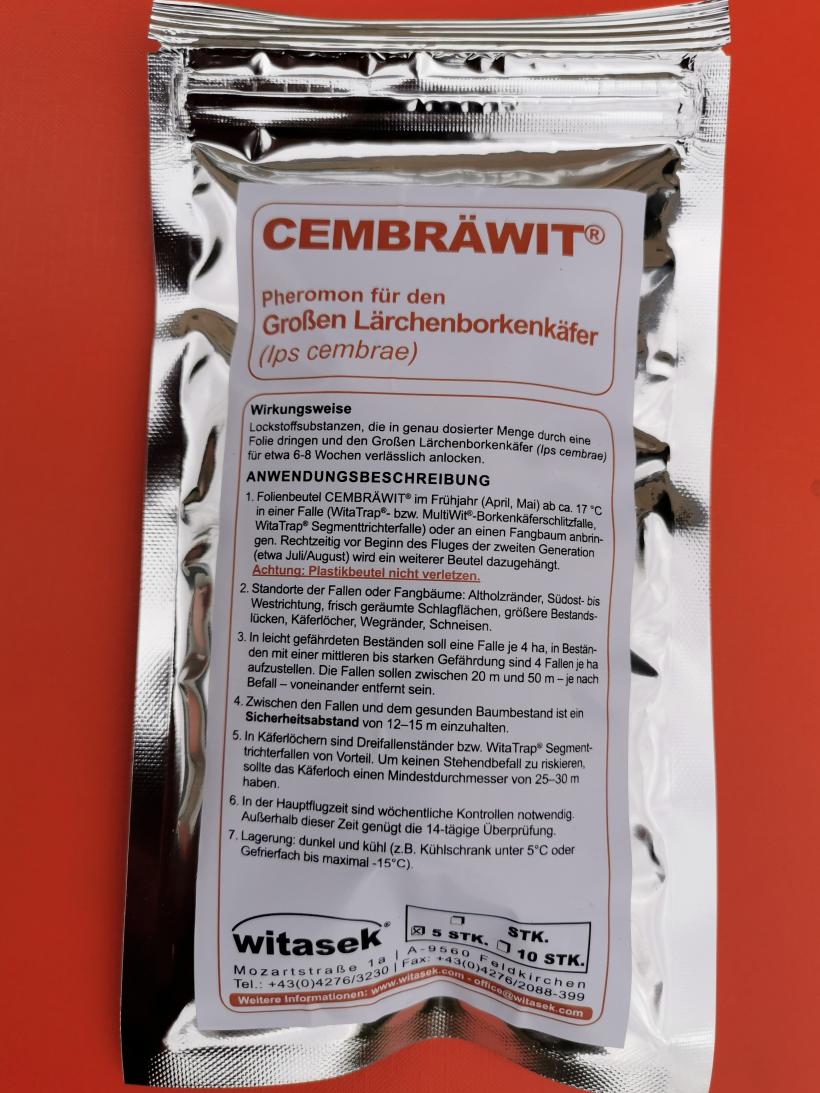 CEMBRÄWIT®
Pheromon für den
Großen Lärchenborkenkäfer
(Ips cembrae)
Wirkungsweise
Lockstoffsubstanzen, die in genau dosierter Menge durch eine
Folie dringen und den Großen Lärchenborkenkäfer (Ips cembrae)
für etwa 6-8 Wochen verlässlich anlocken.
ANWENDUNGSBESCHREIBUNG
1. Folienbeutel CEMBRÄWIT® im Frühjahr (April, Mai) ab ca. 17 °C
in einer Falle (WitaTrap®- bzw. MultiWit®-Borkenkäferschlitzfalle,
WitaTrap® Segmenttrichterfalle) oder an einen Fangbaum anbrin-
gen. Rechtzeitig vor Beginn des Fluges der zweiten Generation
(etwa Juli/August) wird ein weiterer Beutel dazugehängt.
Achtung: Plastikbeutel nicht verletzen.
2. Standorte der Fallen oder Fangbäume: Altholzränder, Südost- bis
Westrichtung, frisch geräumte Schlagflächen, größere Bestands-
lücken, Käferlöcher, Wegränder, Schneisen.
3. In leicht gefährdeten Beständen soll eine Falle je 4 ha, in Bestän-
den mit einer mittleren bis starken Gefährdung sind 4 Fallen je ha
aufzustellen. Die Fallen sollen zwischen 20 m und 50 m – je nach
Befall – voneinander entfernt sein.
4. Zwischen den Fallen und dem gesunden Baumbestand ist ein
Sicherheitsabstand von 12–15 m einzuhalten.
5. In Käferlöchern sind Dreifallenständer bzw. WitaTrap® Segment-
trichterfallen von Vorteil. Um keinen Stehendbefall zu riskieren,
sollte das Käferloch einen Mindestdurchmesser von 25–30 m
haben.
6. In der Hauptflugzeit sind wöchentliche Kontrollen notwendig.
Außerhalb dieser Zeit genügt die 14-tägige Überprüfung.
7. Lagerung: dunkel und kühl (z.B. Kühlschrank unter 5°C oder
Gefrierfach bis maximal -15°C).
witasek®
☐ STK.
☒ 5 STK. ☐ 10 STK.
Mozartstraße 1a | A-9560 Feldkirchen
Tel.: +43(0)4276/3230 | Fax: +43(0)4276/2088-399
Weitere Informationen: www.witasek.com - office@witasek.com